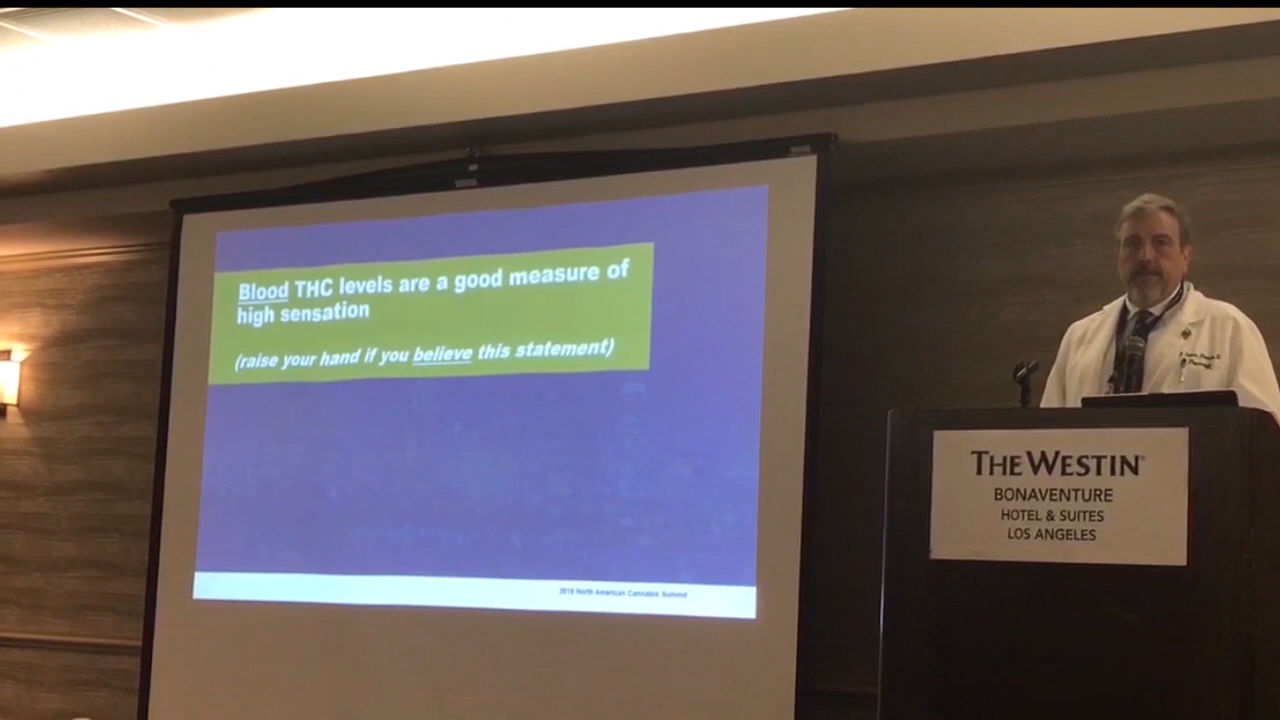 Blood THC levels are a good measure of
high sensation
(raise your hand if you believe this statement)
2019 North American Cannabis Summit
THE WESTIN
BONAVENTURE
HOTEL & SUITES
LOS ANGELES